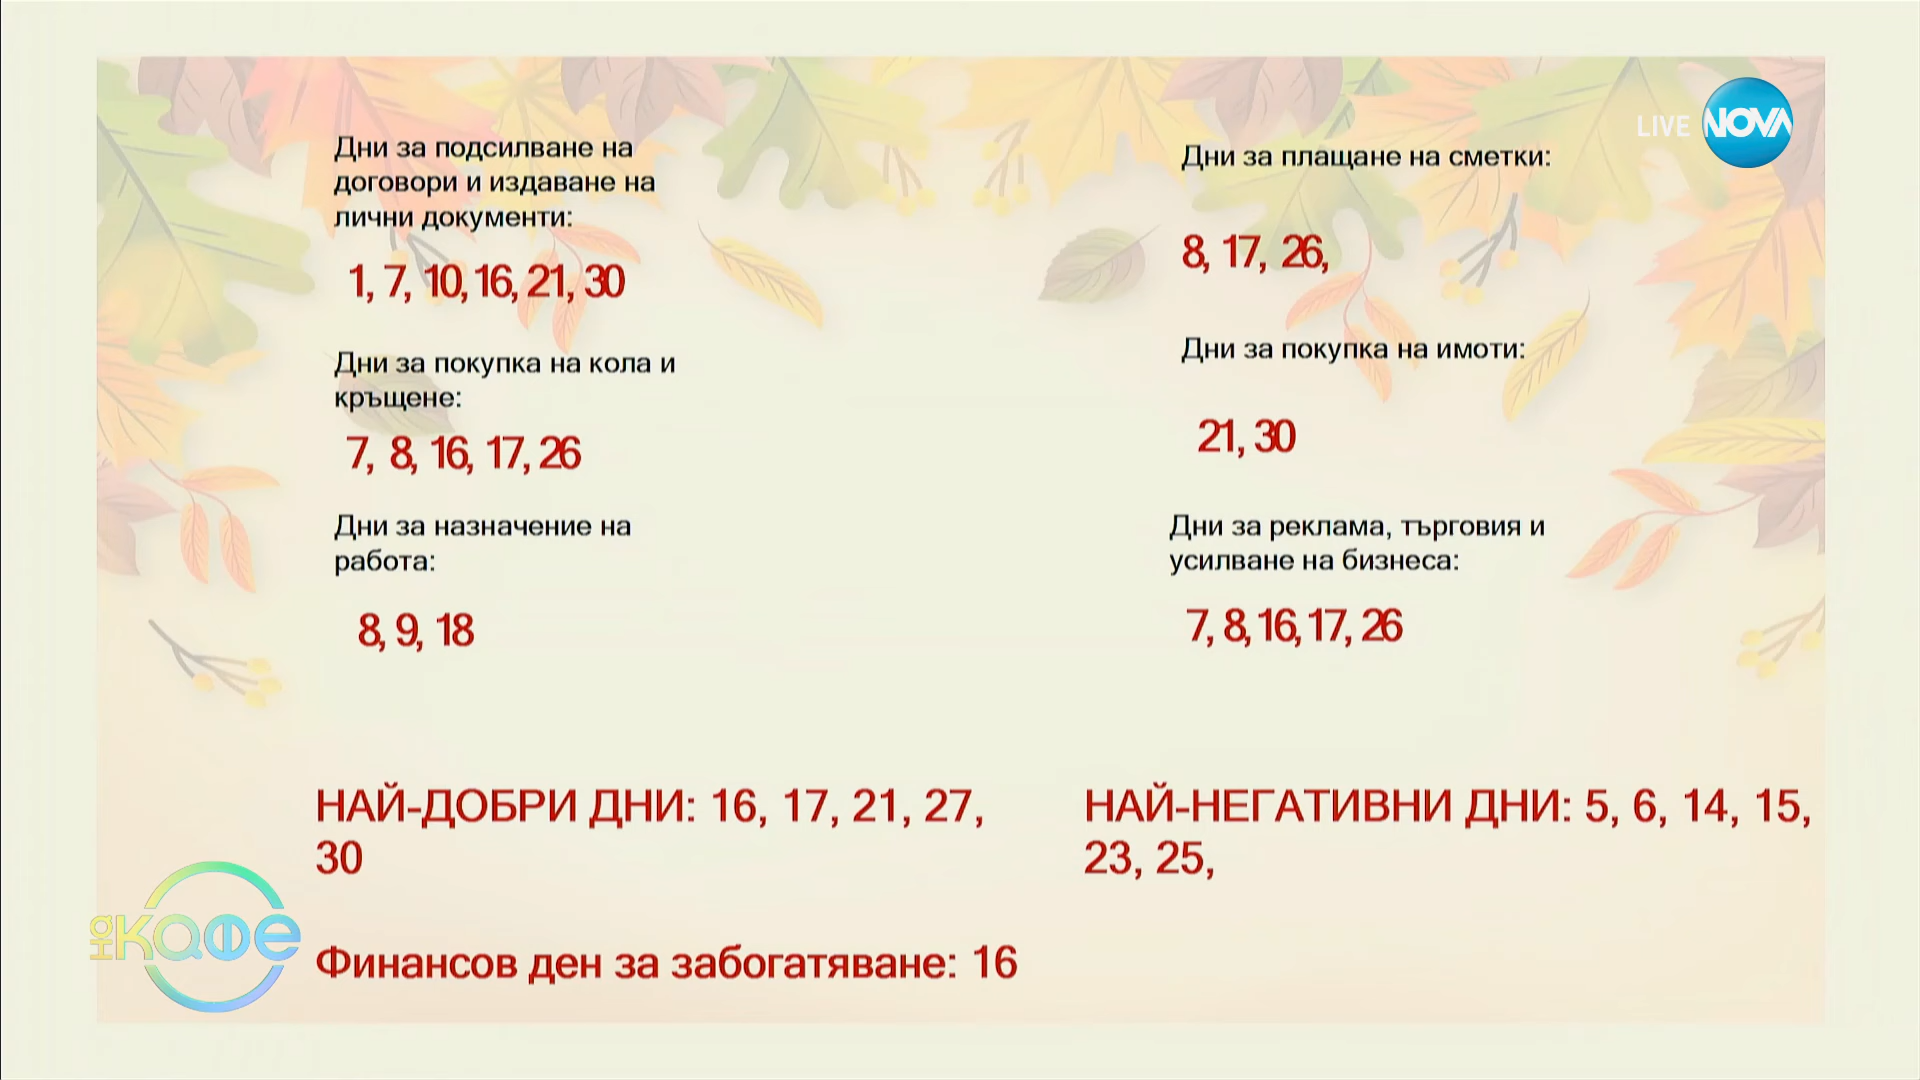 Дни за подсилване на
договори и издаване на
лични документи:
1, 7, 10, 16, 21, 30
Дни за покупка на кола и
кръщене:
7, 8, 16, 17, 26
Дни за назначение на
работа:
8, 9, 18
LIVE NOVA
Дни за плащане на сметки:
8, 17, 26,
Дни за покупка на имоти:
21, 30
Дни за реклама, търговия и
усилване на бизнеса:
7, 8, 16, 17, 26
НАЙ-ДОБРИ ДНИ: 16, 17, 21, 27,
30
НАЙ-НЕГАТИВНИ ДНИ: 5, 6, 14, 15,
23, 25,
на кафе
Финансов ден за забогатяване: 16